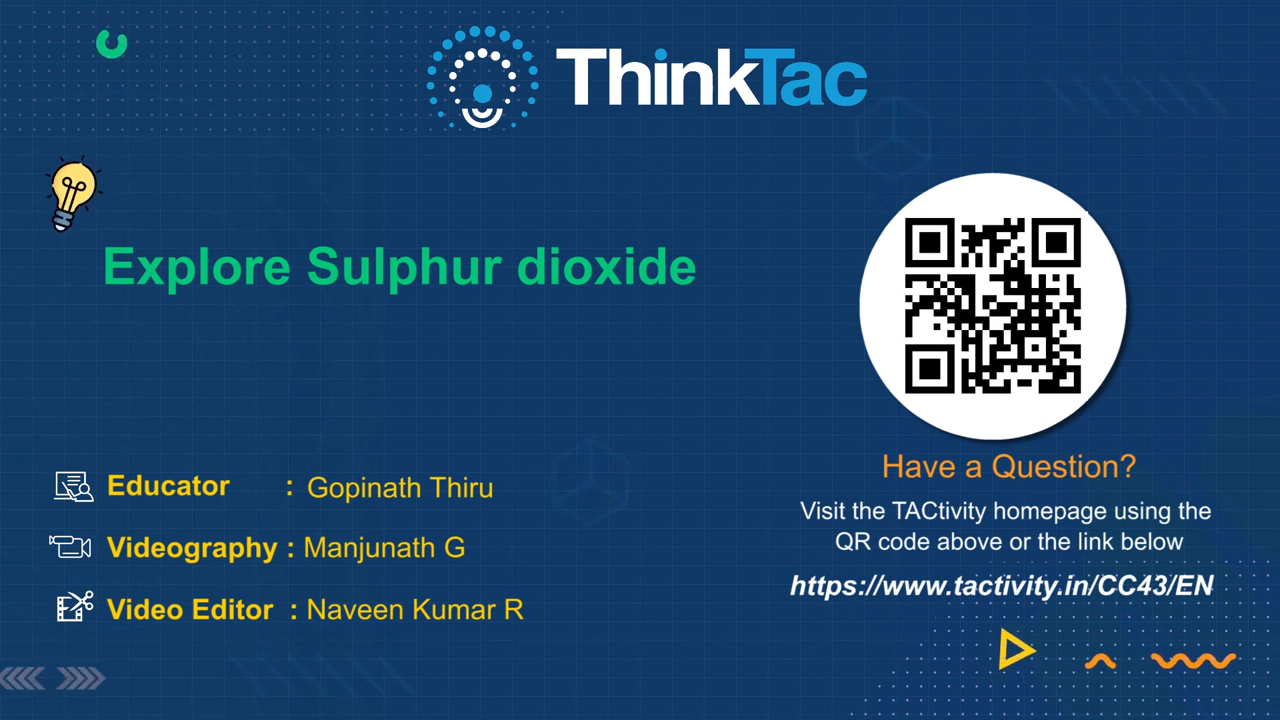 ThinkTac
Explore Sulphur dioxide
Educator : Gopinath Thiru
Videography : Manjunath G
Video Editor : Naveen Kumar R
Have a Question?
Visit the TACtivity homepage using the
QR code above or the link below
https://www.tactivity.in/CC43/EN